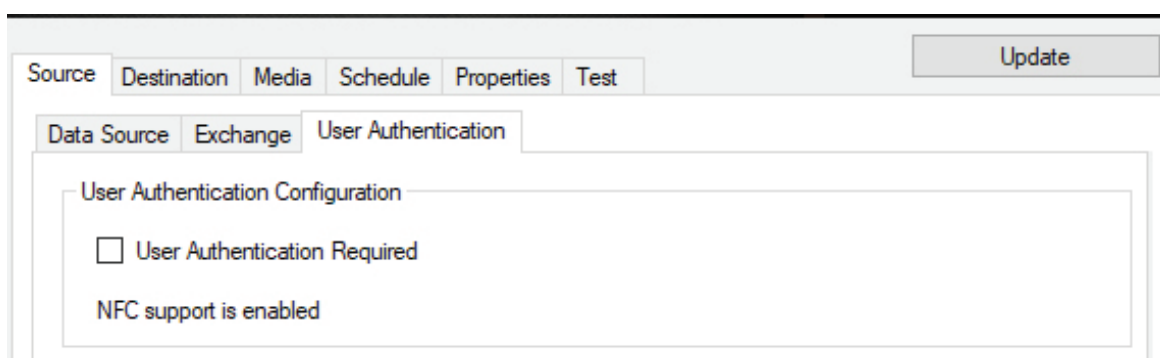 Update
Source Destination Media Schedule Properties Test
Data Source Exchange User Authentication
User Authentication Configuration
User Authentication Required
NFC support is enabled